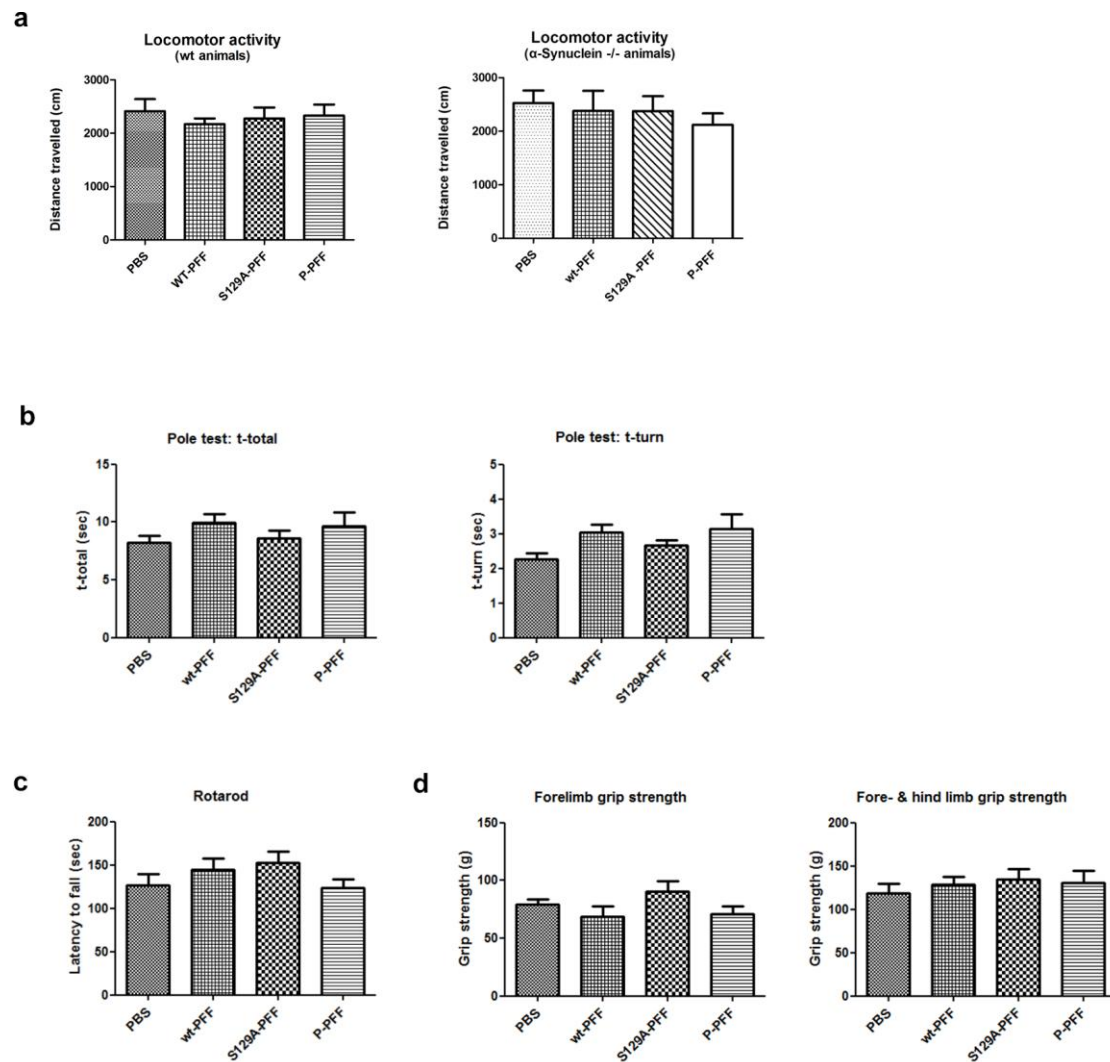 a
Locomotor activity
(wt animals)
Distance travelled (cm)
3000
2000
1000
0
PBS
WT-PFF
S129A-PFF
P-PFF
Locomotor activity
(α-Synuclein -/- animals)
Distance travelled (cm)
3000
2000
1000
0
PBS
wt-PFF
S129A -PFF
P-PFF
b
Pole test: t-total
t-total (sec)
15
10
5
0
PBS
wt-PFF
S129A-PFF
P-PFF
Pole test: t-turn
t-turn (sec)
5
4
3
2
1
0
PBS
wt-PFF
S129A-PFF
P-PFF
c
Rotarod
Latency to fall (sec)
200
150
100
50
0
PBS
wt-PFF
S129A-PFF
P-PFF
d
Forelimb grip strength
Grip strength (g)
150
100
50
0
PBS
wt-PFF
S129A-PFF
P-PFF
Fore- & hind limb grip strength
Grip strength (g)
200
150
100
50
0
PBS
wt-PFF
S129A-PFF
P-PFF